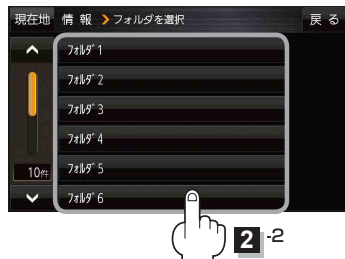 現在地 情 報 > フォルダを選択 戻 る
ﾌｫﾙﾀﾞ 1
ﾌｫﾙﾀﾞ 2
ﾌｫﾙﾀﾞ 3
ﾌｫﾙﾀﾞ 4
ﾌｫﾙﾀﾞ 5
10件
ﾌｫﾙﾀﾞ 6
2 -2